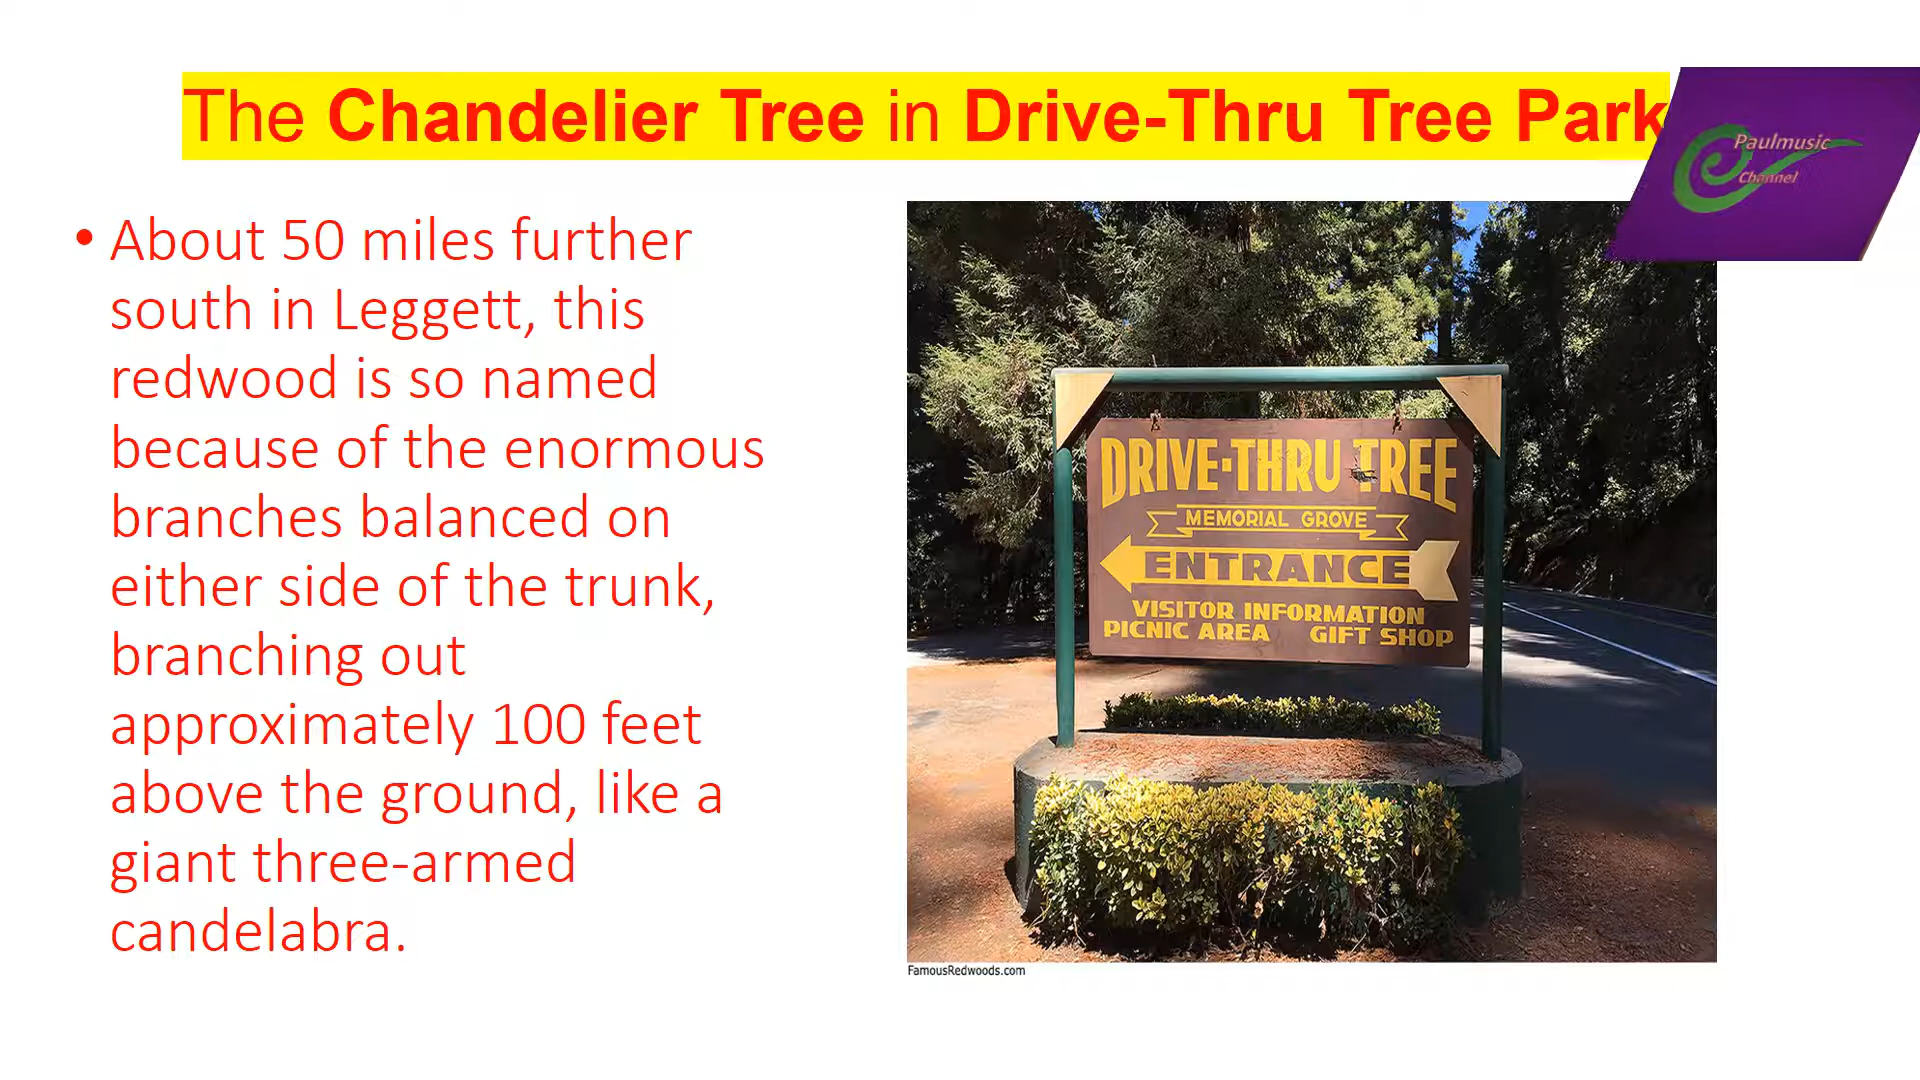 The Chandelier Tree in Drive-Thru Tree Park
Paulmusic
Channel
• About 50 miles further
south in Leggett, this
redwood is so named
because of the enormous
branches balanced on
either side of the trunk,
branching out
approximately 100 feet
above the ground, like a
giant three-armed
candelabra.
DRIVE-THRU TREE
MEMORIAL GROVE
ENTRANCE
VISITOR INFORMATION
PICNIC AREA GIFT SHOP
FamousRedwoods.com